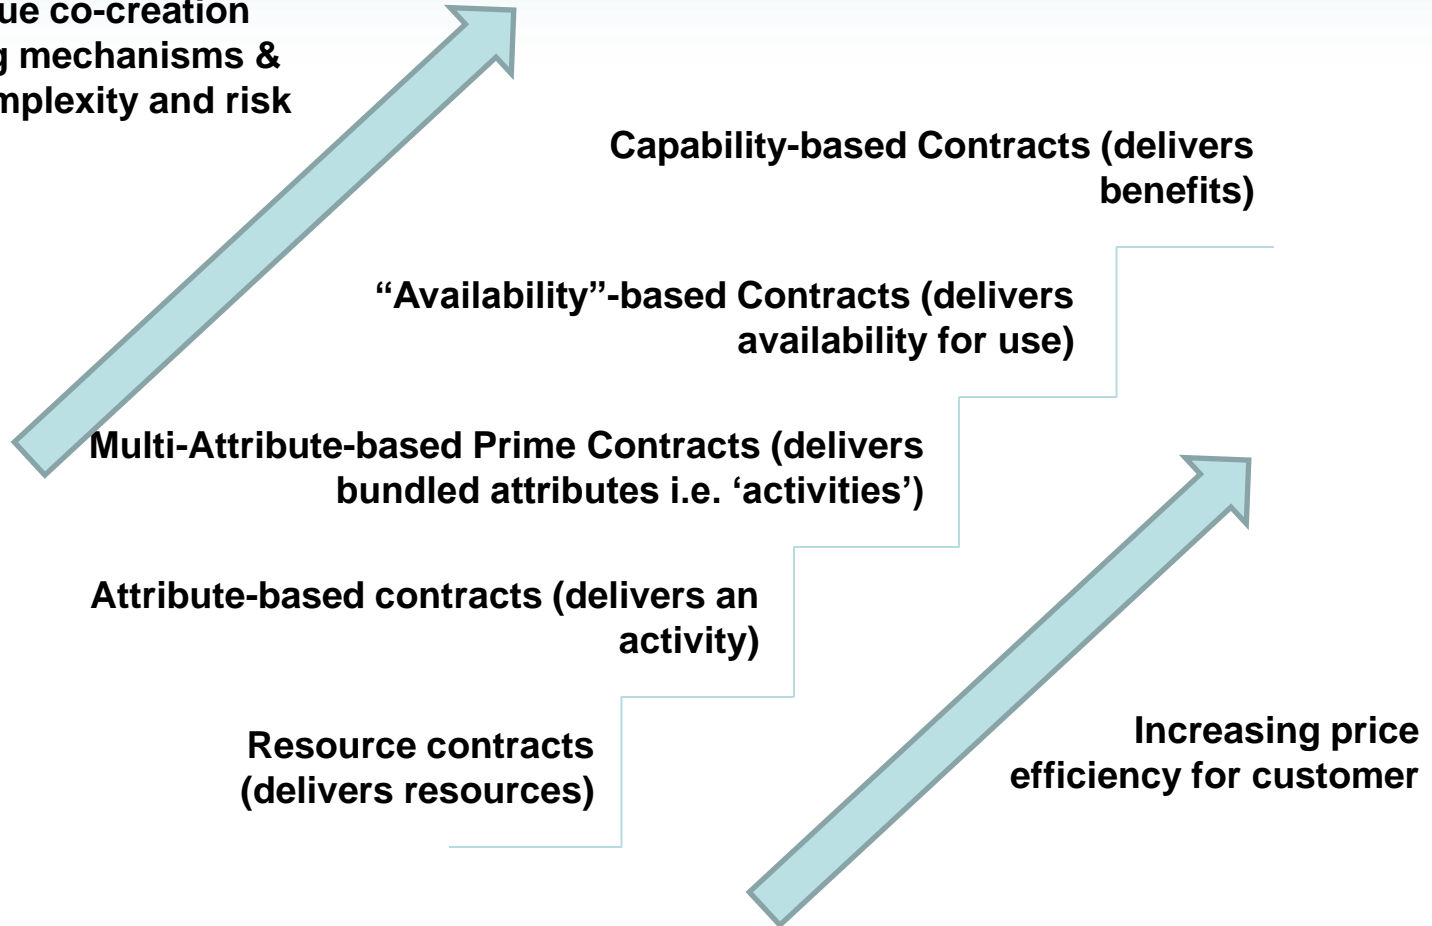 co-creation
mechanisms &
and risk
Capability-based Contracts (delivers
benefits)
“Availability”-based Contracts (delivers
availability for use)
Multi-Attribute-based Prime Contracts (delivers
bundled attributes i.e. ‘activities’)
Attribute-based contracts (delivers an
activity)
Resource contracts
(delivers resources)
Increasing price
efficiency for customer